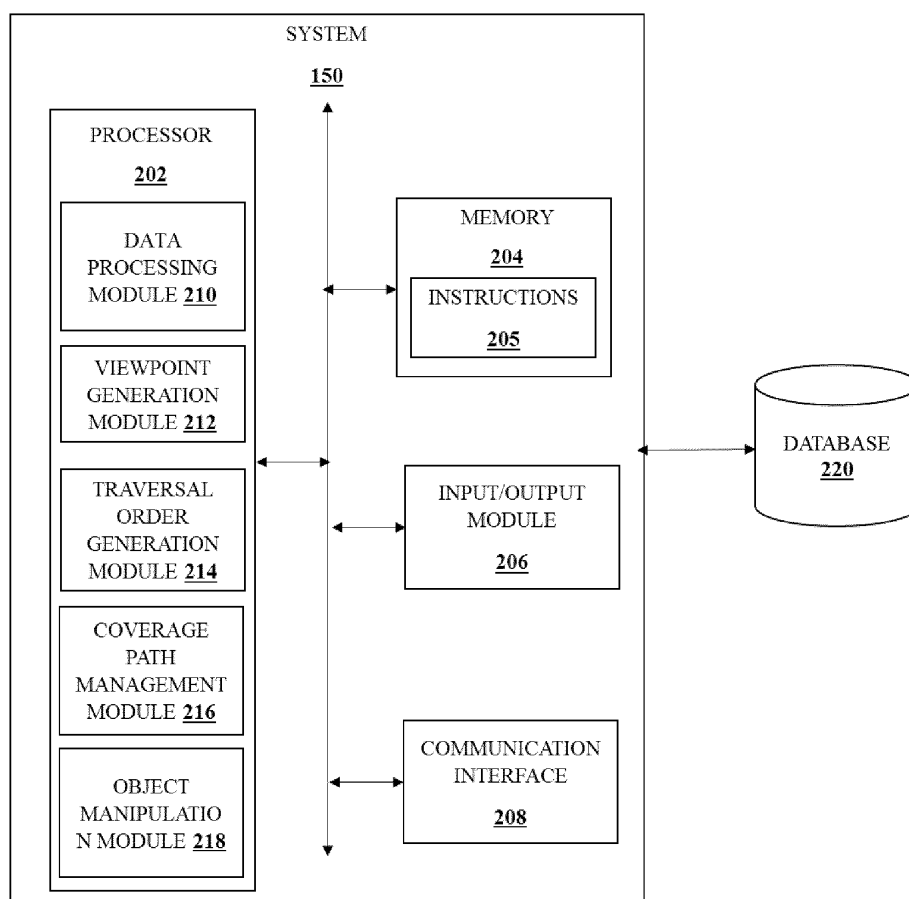 SYSTEM
150
PROCESSOR
202
DATA
PROCESSING
MODULE 210
VIEWPOINT
GENERATION
MODULE 212
TRAVERSAL
ORDER
GENERATION
MODULE 214
COVERAGE
PATH
MANAGEMENT
MODULE 216
OBJECT
MANIPULATIO
N MODULE 218
MEMORY
204
INSTRUCTIONS
205
INPUT/OUTPUT
MODULE
206
COMMUNICATION
INTERFACE
208
DATABASE
220